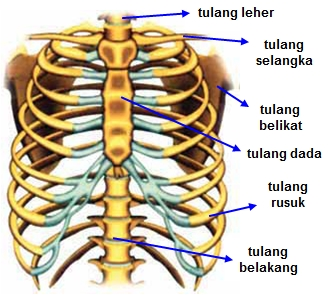 tulang leher
tulang
selangka
tulang
belikat
tulang dada
tulang
rusuk
tulang
belakang